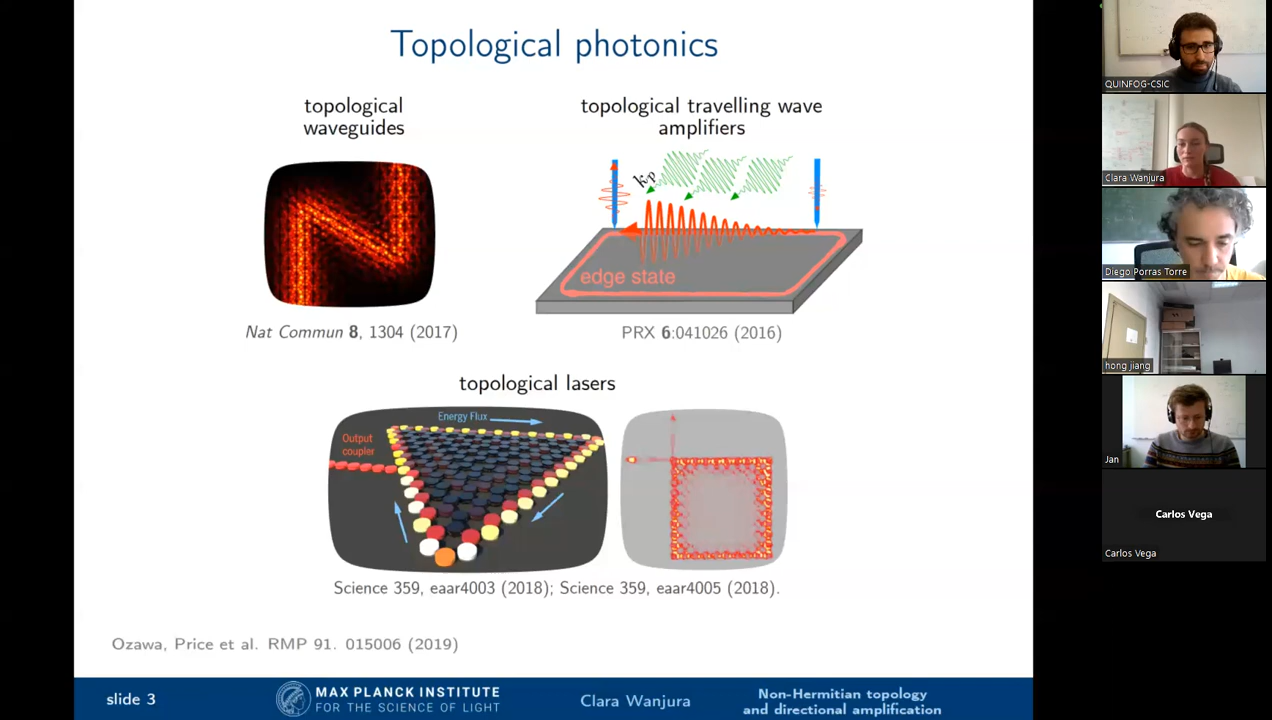 Topological photonics
topological
waveguides
Nat Commun 8, 1304 (2017)
topological travelling wave
amplifiers
kp
edge state
PRX 6:041026 (2016)
topological lasers
Energy Flux
Output
coupler
Science 359, eaar4003 (2018); Science 359, eaar4005 (2018).
Ozawa, Price et al. RMP 91. 015006 (2019)
slide 3
MAX PLANCK INSTITUTE
FOR THE SCIENCE OF LIGHT
Clara Wanjura
Non-Hermitian topology
and directional amplification
QUINFOG-CSIC
Clara Wanjura
Diego Porras Torre
hong jiang
Jan
Carlos Vega
Carlos Vega